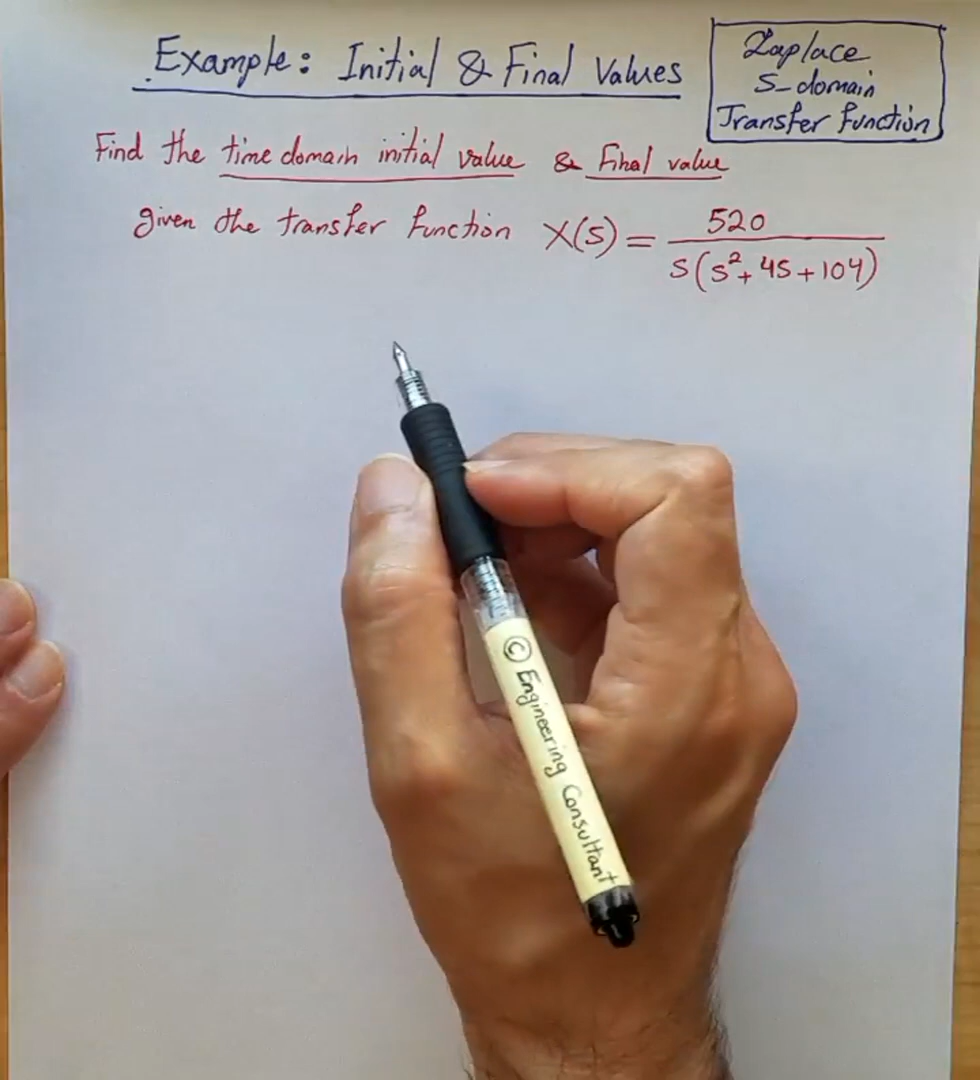 Example: Initial & Final Values
Laplace
S-domain
Transfer function
Find the time domain initial value & Final value
given the transfer function X(s) = 520 / s(s²+4s+104)
© Engineering Consultant